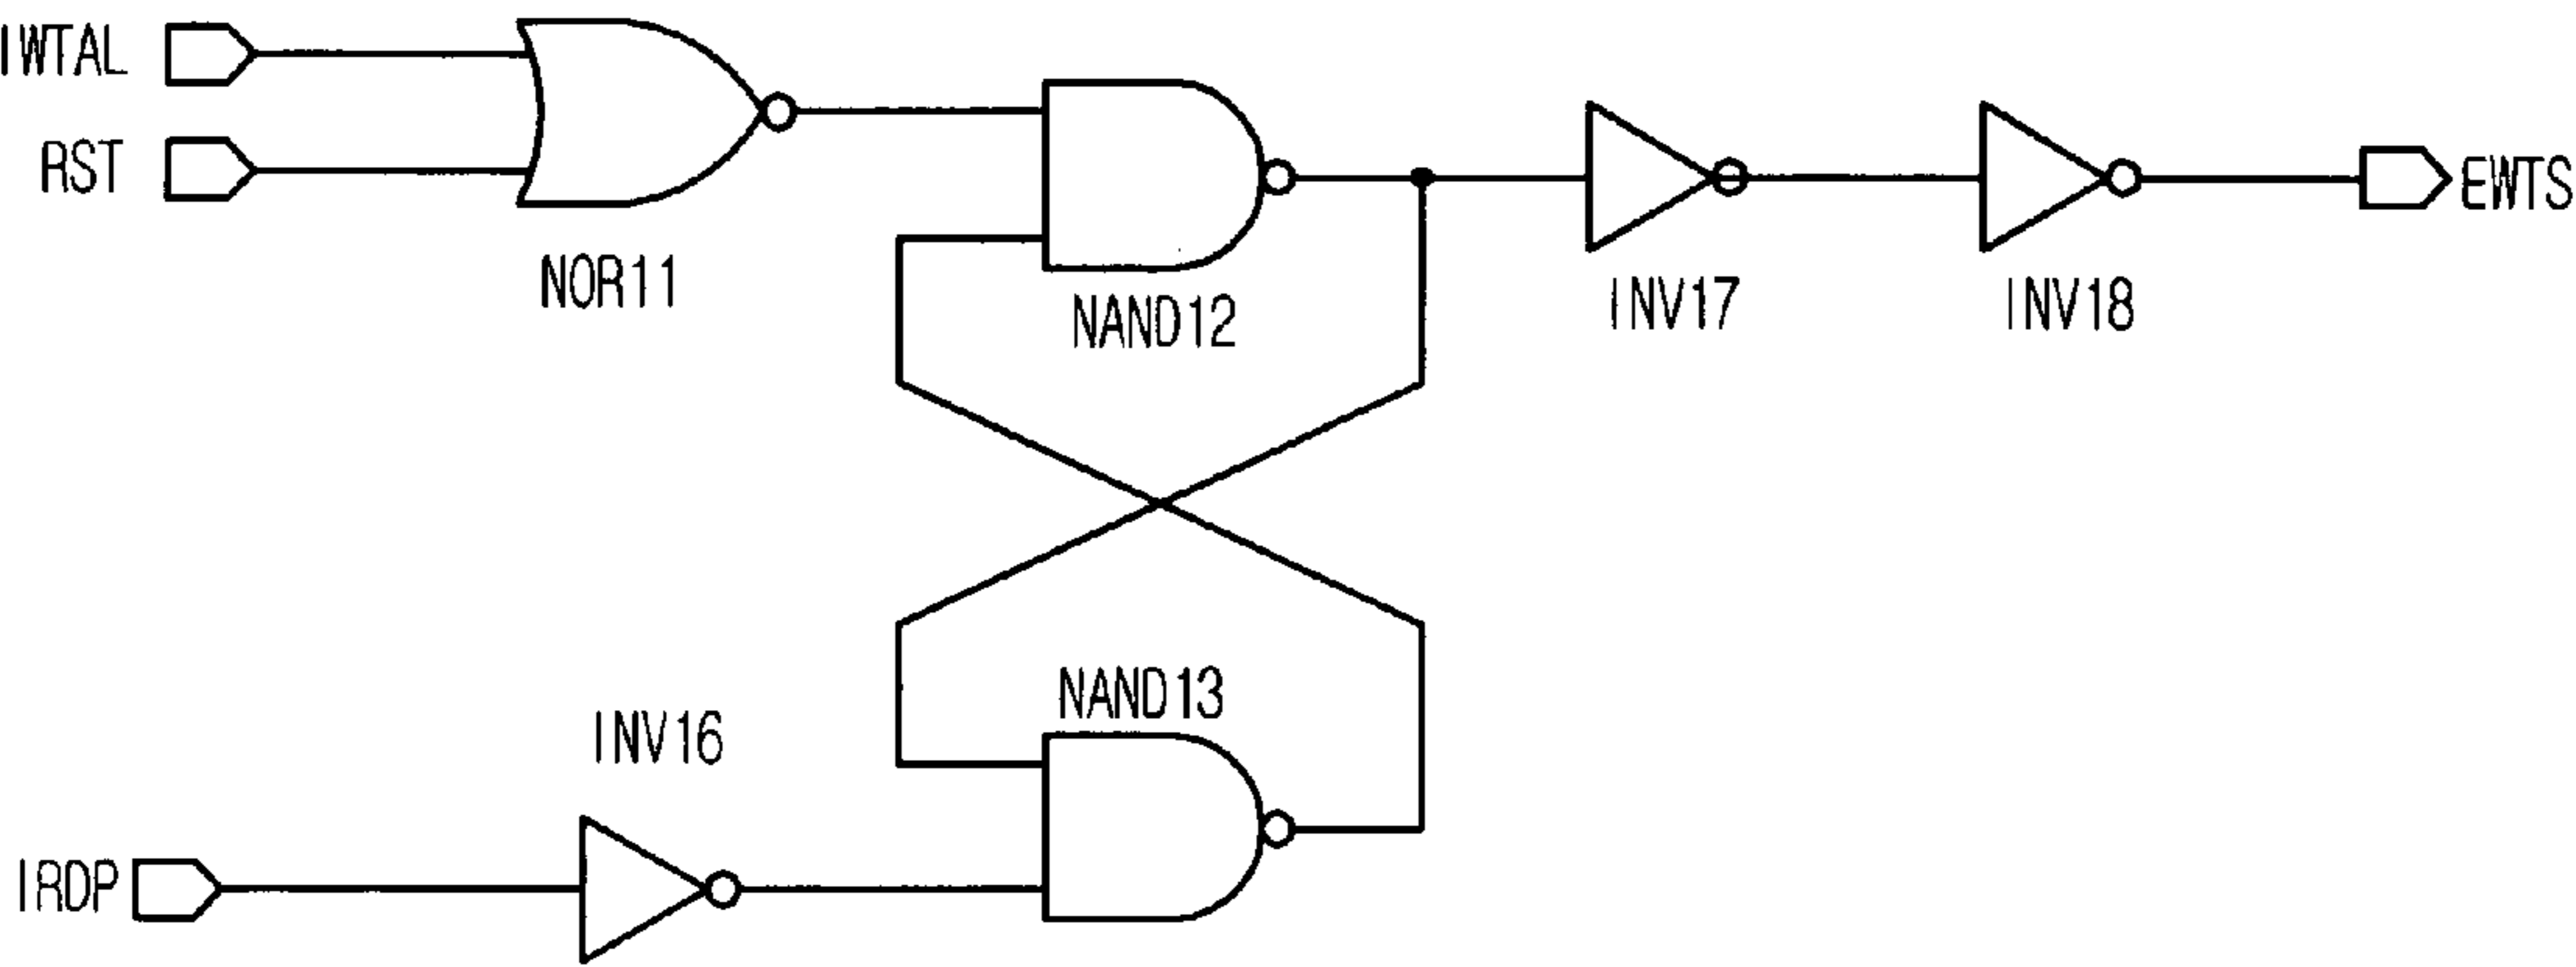 IWTAL
RST
EWTS
NOR11
NAND12
INV17
INV18
NAND13
INV16
IRDP